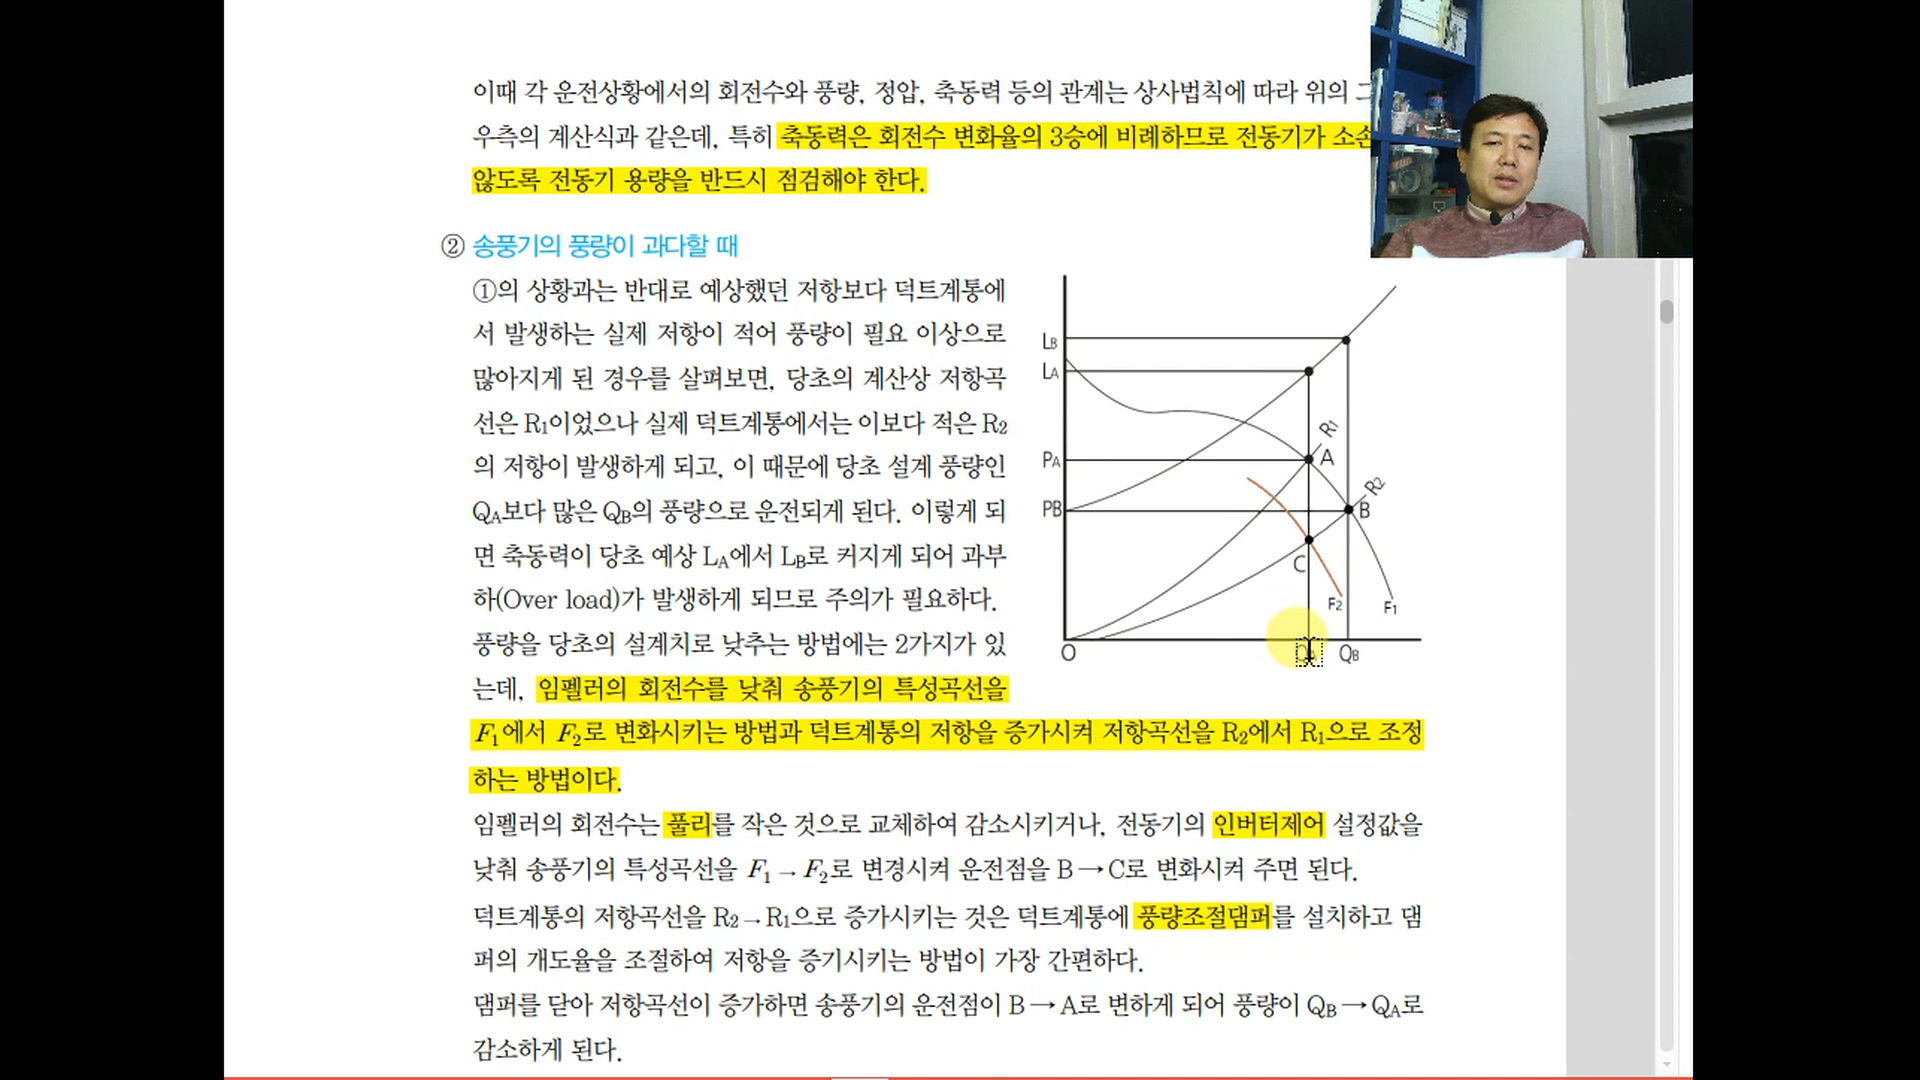 이때 각 운전상황에서의 회전수와 풍량, 정압, 축동력 등의 관계는 상사법칙에 따라 위의
우측의 계산식과 같은데, 특히 축동력은 회전수 변화율의 3승에 비례하므로 전동기가
않도록 전동기 용량을 반드시 점검해야 한다.
② 송풍기의 풍량이 과다할 때
①의 상황과는 반대로 예상했던 저항보다 덕트계통에
서 발생하는 실제 저항이 적어 풍량이 필요 이상으로
많아지게 된 경우를 살펴보면, 당초의 계산상 저항곡
선은 R1이었으나 실제 덕트계통에서는 이보다 적은 R2
의 저항이 발생하게 되고, 이 때문에 당초 설계 풍량인
QA보다 많은 QB의 풍량으로 운전되게 된다. 이렇게 되
면 축동력이 당초 예상 LA에서 LB로 커지게 되어 과부
하(Over load)가 발생하게 되므로 주의가 필요하다.
풍량을 당초의 설계치로 낮추는 방법에는 2가지가 있
는데, 임펠러의 회전수를 낮춰 송풍기의 특성곡선을
F1에서 F2로 변화시키는 방법과 덕트계통의 저항을 증가시켜 저항곡선을 R2에서 R1으로 조정
하는 방법이다.
임펠러의 회전수는 풀리를 작은 것으로 교체하여 감소시키거나, 전동기의 인버터제어 설정값을
낮춰 송풍기의 특성곡선을 F1→F2로 변경시켜 운전점을 B→C로 변화시켜 주면 된다.
덕트계통의 저항곡선을 R2→R1으로 증가시키는 것은 덕트계통에 풍량조절댐퍼를 설치하고 댐
퍼의 개도율을 조절하여 저항을 증기시키는 방법이 가장 간편하다.
댐퍼를 닫아 저항곡선이 증가하면 송풍기의 운전점이 B→A로 변하게 되어 풍량이 QB→QA로
감소하게 된다.
LB
LA
R1
PA
A
R2
PB
B
C
F2
F1
O
QB